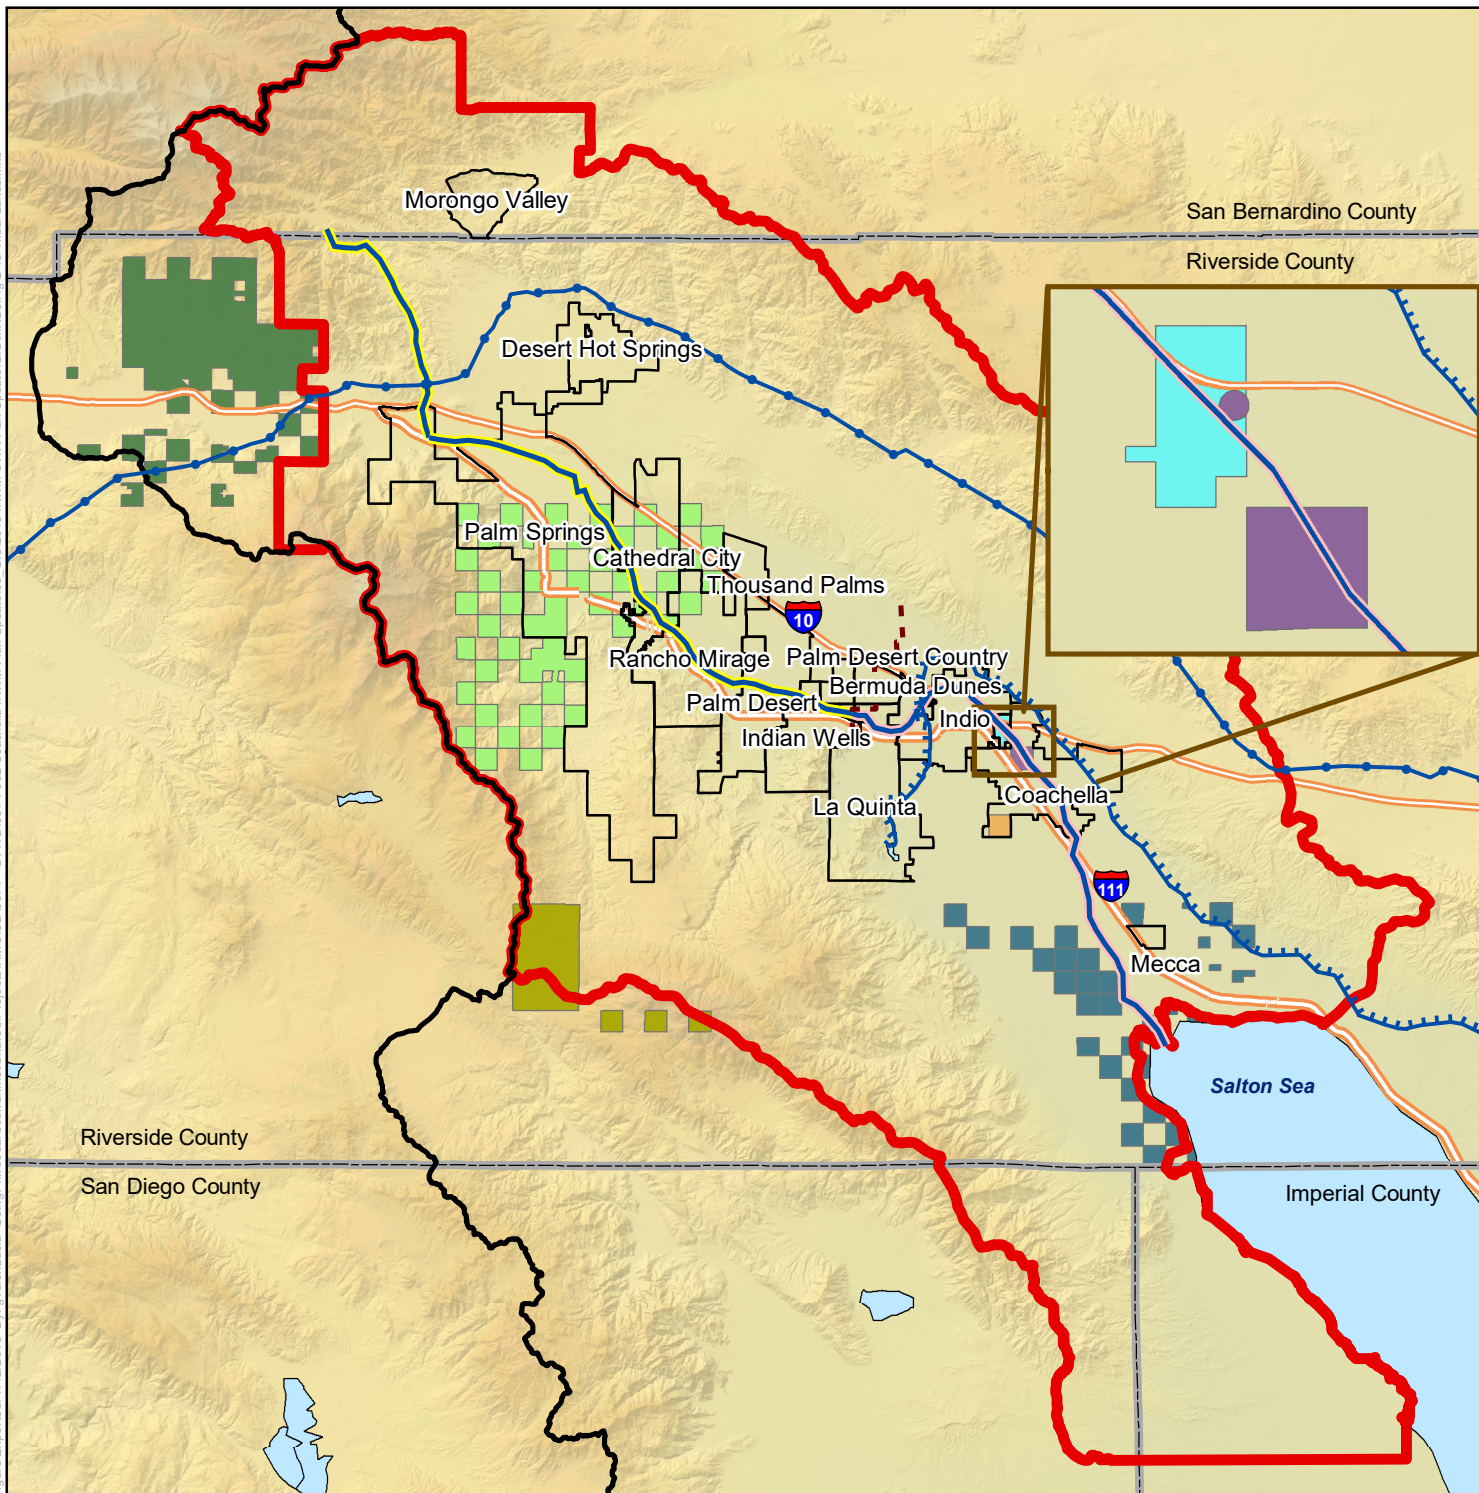 Morongo Valley
San Bernardino County
Riverside County
Desert Hot Springs
Palm Springs
Cathedral City
Thousand Palms
10
Rancho Mirage
Palm Desert Country
Bermuda Dunes
Palm Desert
Indio
Indian Wells
Coachella
La Quinta
111
Mecca
Salton Sea
Riverside County
San Diego County
Imperial County